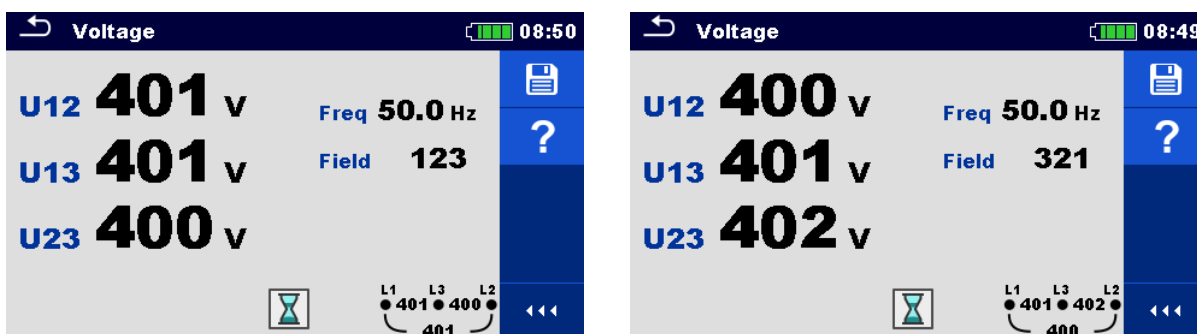 Voltage 08:50
U12 401 V
Freq 50.0 Hz
U13 401 V
Field 123
U23 400 V
L1 L3 L2
401 400
401
?
Voltage 08:49
U12 400 V
Freq 50.0 Hz
U13 401 V
Field 321
U23 402 V
L1 L3 L2
401 402
400
?